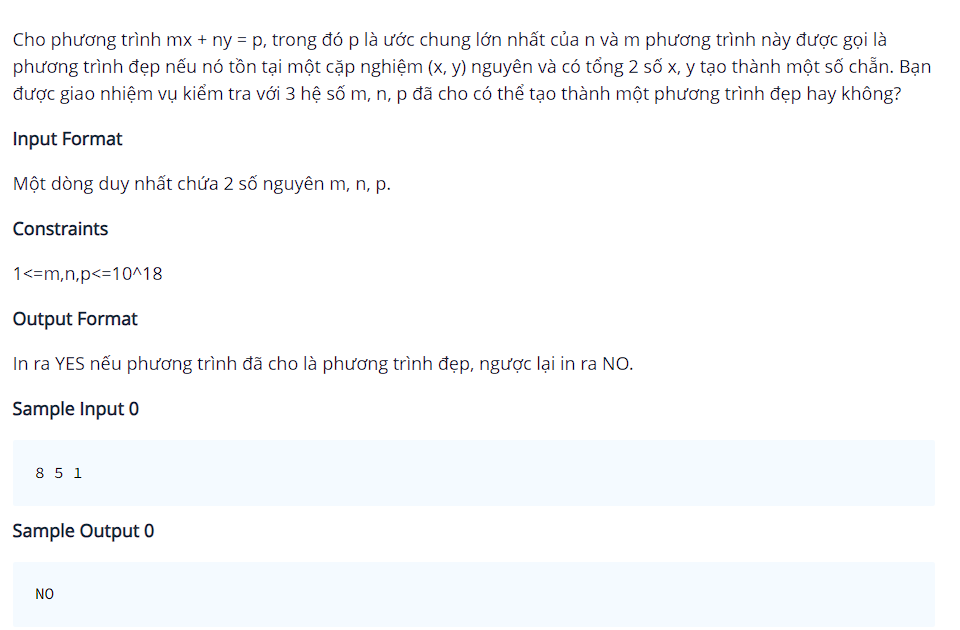 Cho phương trình mx + ny = p, trong đó p là ước chung lớn nhất của n và m phương trình này được gọi là
phương trình đẹp nếu nó tồn tại một cặp nghiệm (x, y) nguyên và có tổng 2 số x, y tạo thành một số chẵn. Bạn
được giao nhiệm vụ kiểm tra với 3 hệ số m, n, p đã cho có thể tạo thành một phương trình đẹp hay không?
Input Format
Một dòng duy nhất chứa 2 số nguyên m, n, p.
Constraints
1<=m,n,p<=10^18
Output Format
In ra YES nếu phương trình đã cho là phương trình đẹp, ngược lại in ra NO.
Sample Input 0
8 5 1
Sample Output 0
NO